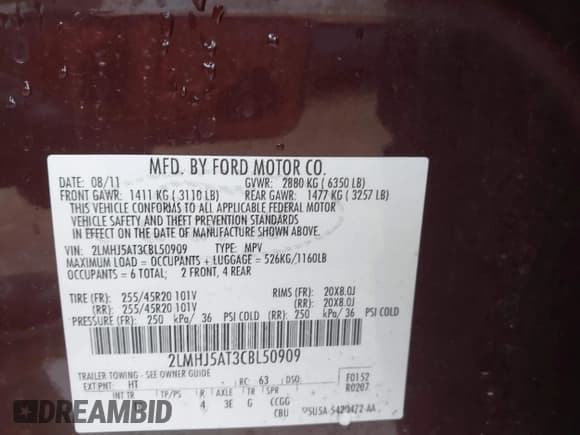 MFD. BY FORD MOTOR CO.
DATE: 08/11 GVWR: 2880 KG ( 6350 LB)
FRONT GAWR: 1411 KG ( 3110 LB) REAR GAWR: 1477 KG ( 3257 LB)
THIS VEHICLE CONFORMS TO ALL APPLICABLE FEDERAL MOTOR
VEHICLE SAFETY AND THEFT PREVENTION STANDARDS
IN EFFECT ON THE DATE OF MANUFACTURE SHOWN ABOVE.
VIN: 2LMHJ5AT3CBL50909 TYPE: MPV
MAXIMUM LOAD = OCCUPANTS + LUGGAGE = 526KG/1160LB
OCCUPANTS = 6 TOTAL; 2 FRONT, 4 REAR
TIRE (FR): 255/45R20 101V RIMS (FR): 20X8.0J
(RR): 255/45R20 101V (RR): 20X8.0J
PRESSURE (FR): 250 kPa/ 36 PSI COLD (RR): 250 kPa/ 36 PSI COLD
2LMHJ5AT3CBL50909
TRAILER TOWING - SEE OWNER GUIDE
EXT PNT: HT RC: 63 DSO: F0152
R0207
INT TR TP/PS R AXLE TR SPR
4 3E G CCGG
CBU
DREAMBID